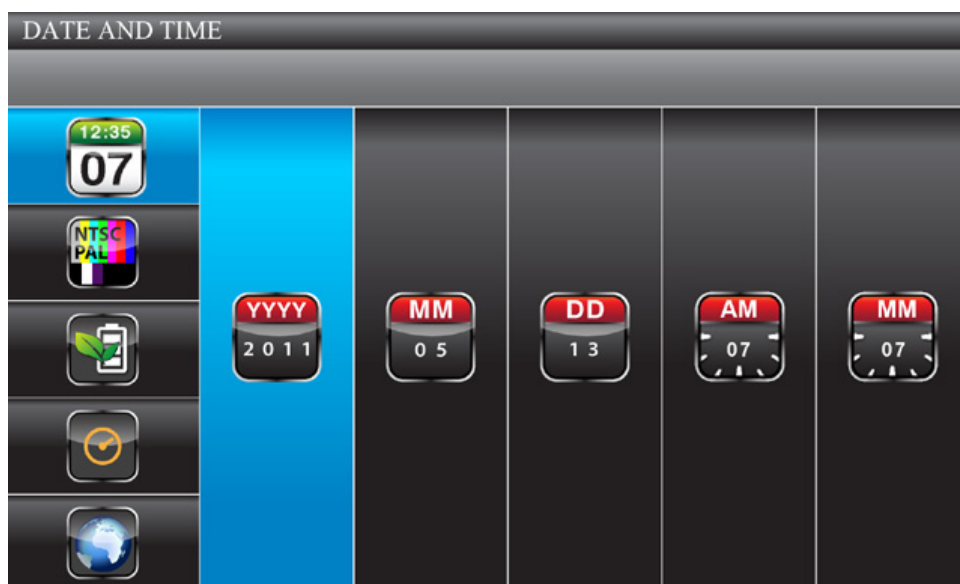 DATE AND TIME
12:35
07
NTSC
PAL
YYYY
2011
MM
05
DD
13
AM
07
MM
07